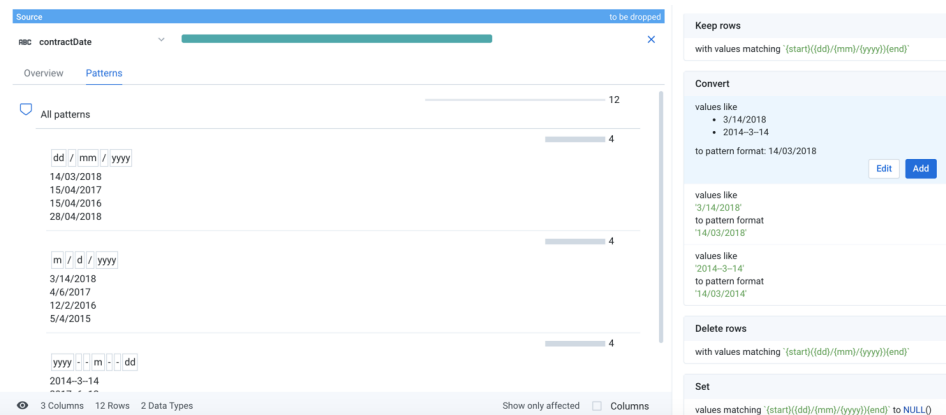 Source
to be dropped
ABC contractDate
Overview
Patterns
All patterns
12
4
dd / mm / yyyy
14/03/2018
15/04/2017
15/04/2016
28/04/2018
4
m / d / yyyy
3/14/2018
4/6/2017
12/2/2016
5/4/2015
4
yyyy - - m - - dd
2014--3--14
3 Columns 12 Rows 2 Data Types
Show only affected
Columns
Keep rows
with values matching `{start}({dd}/{mm}/{yyyy}){end}`
Convert
values like
• 3/14/2018
• 2014--3--14
to pattern format: 14/03/2018
Edit
Add
values like
'3/14/2018'
to pattern format
'14/03/2018'
values like
'2014--3--14'
to pattern format
'14/03/2014'
Delete rows
with values matching `{start}({dd}/{mm}/{yyyy}){end}`
Set
values matching `{start}({dd}/{mm}/{yyyy}){end}` to NULL()